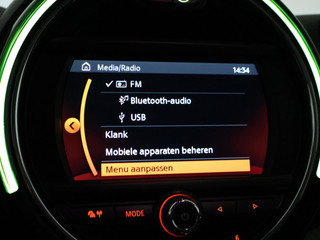 Media/Radio 14:34
FM
Bluetooth-audio
USB
Klank
Mobiele apparaten beheren
Menu aanpassen
MODE